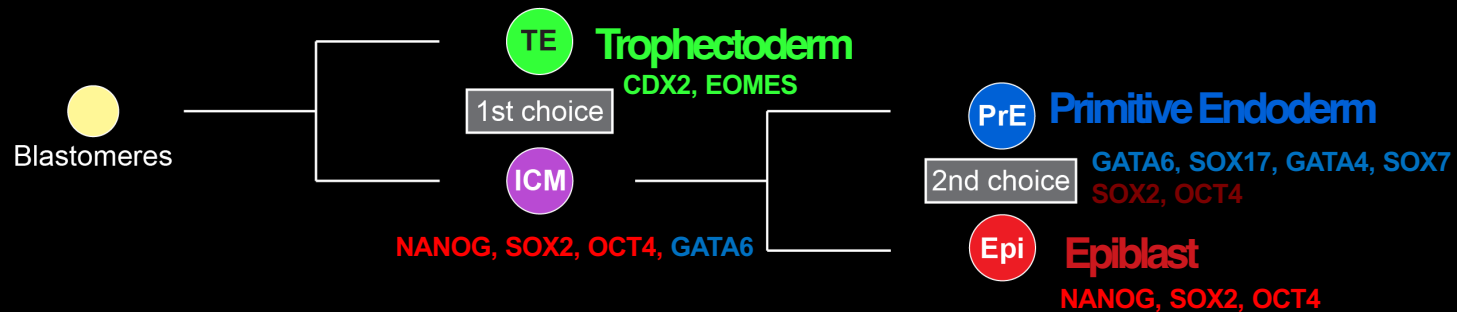 TE
Trophectoderm
CDX2, EOMES
1st choice
Blastomeres
ICM
NANOG, SOX2, OCT4, GATA6
PrE
Primitive Endoderm
GATA6, SOX17, GATA4, SOX7
2nd choice
SOX2, OCT4
Epi
Epiblast
NANOG, SOX2, OCT4